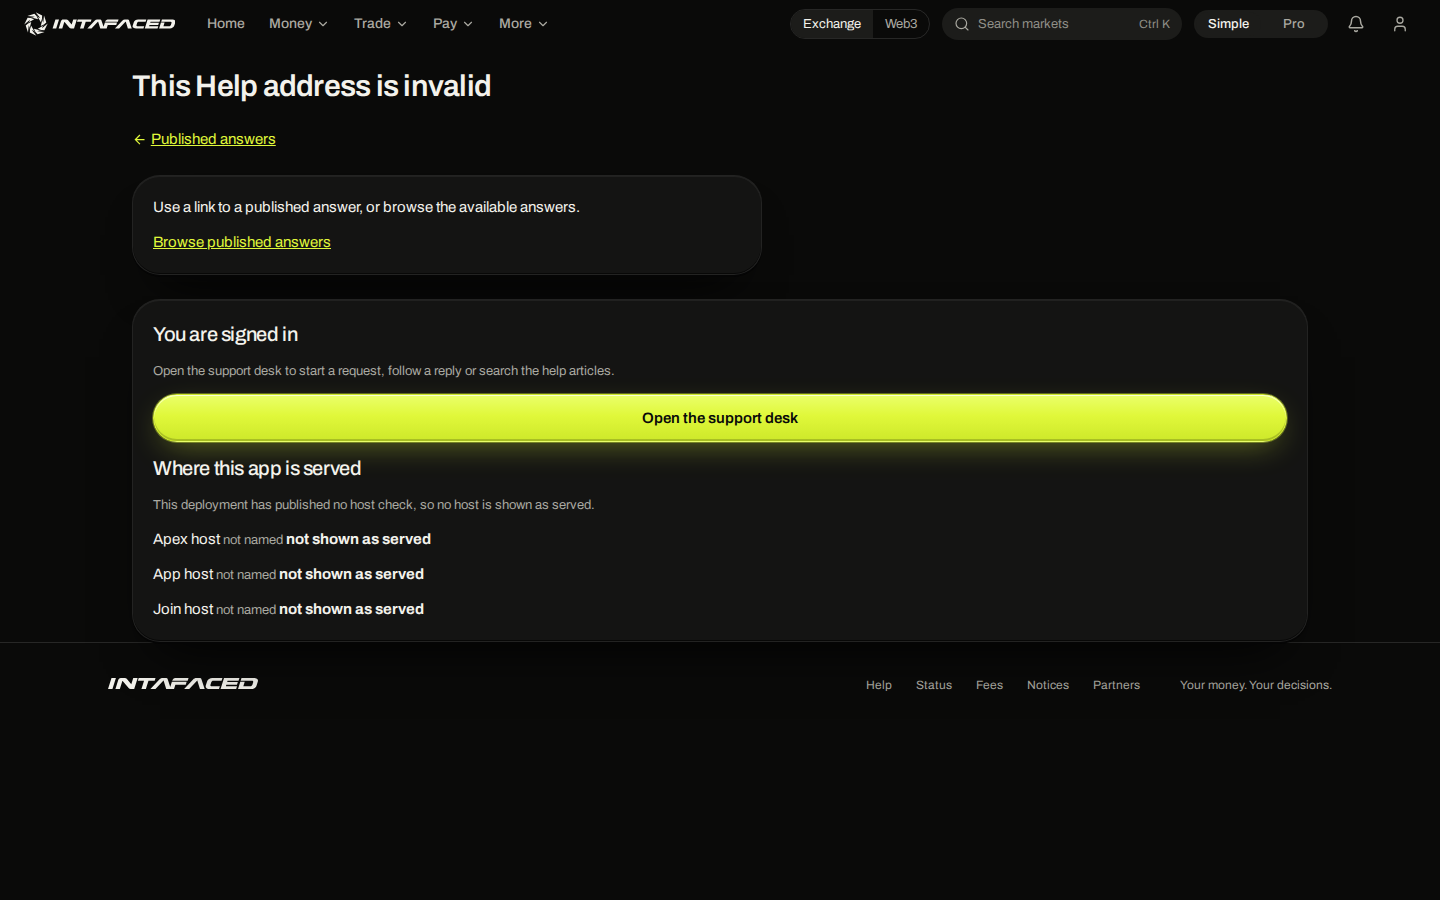 INTAFACED Home Money Trade Pay More Exchange Web3 Search markets Ctrl K Simple Pro
This Help address is invalid
← Published answers
Use a link to a published answer, or browse the available answers.
Browse published answers
You are signed in
Open the support desk to start a request, follow a reply or search the help articles.
Open the support desk
Where this app is served
This deployment has published no host check, so no host is shown as served.
Apex host not named not shown as served
App host not named not shown as served
Join host not named not shown as served
INTAFACED Help Status Fees Notices Partners Your money. Your decisions.